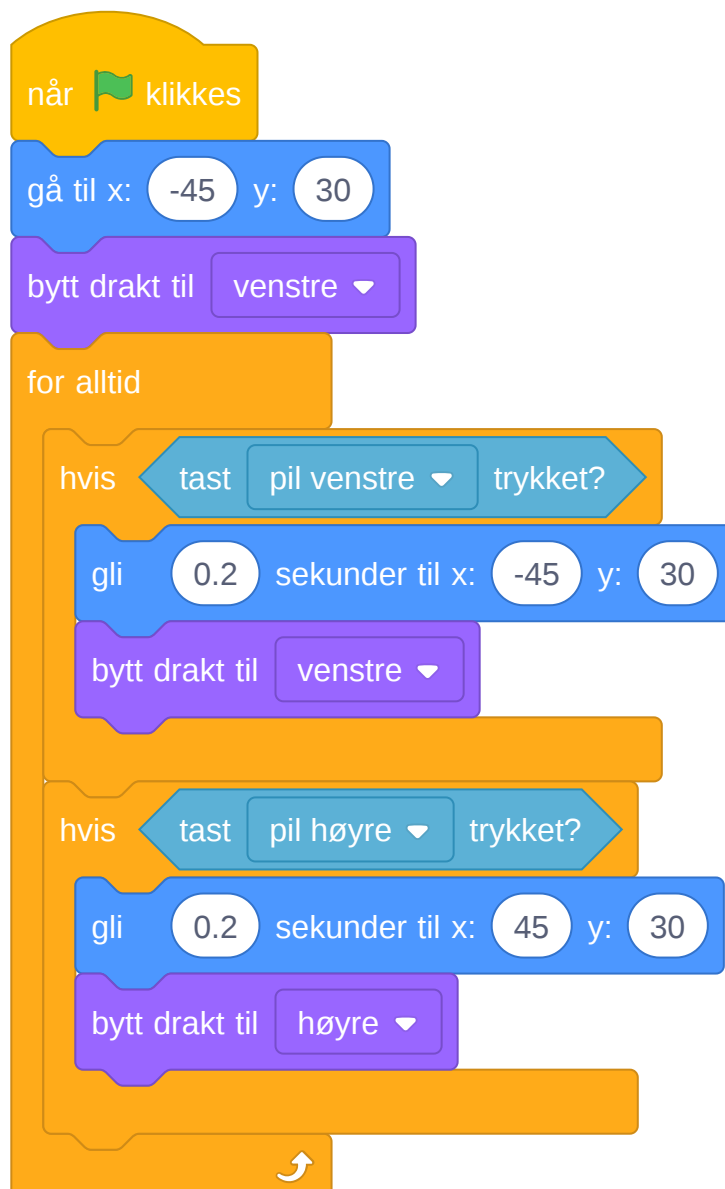 når klikkes
gå til x: -45 y: 30
bytt drakt til venstre
for alltid
hvis tast pil venstre trykket?
gli 0.2 sekunder til x: -45 y: 30
bytt drakt til venstre
hvis tast pil høyre trykket?
gli 0.2 sekunder til x: 45 y: 30
bytt drakt til høyre